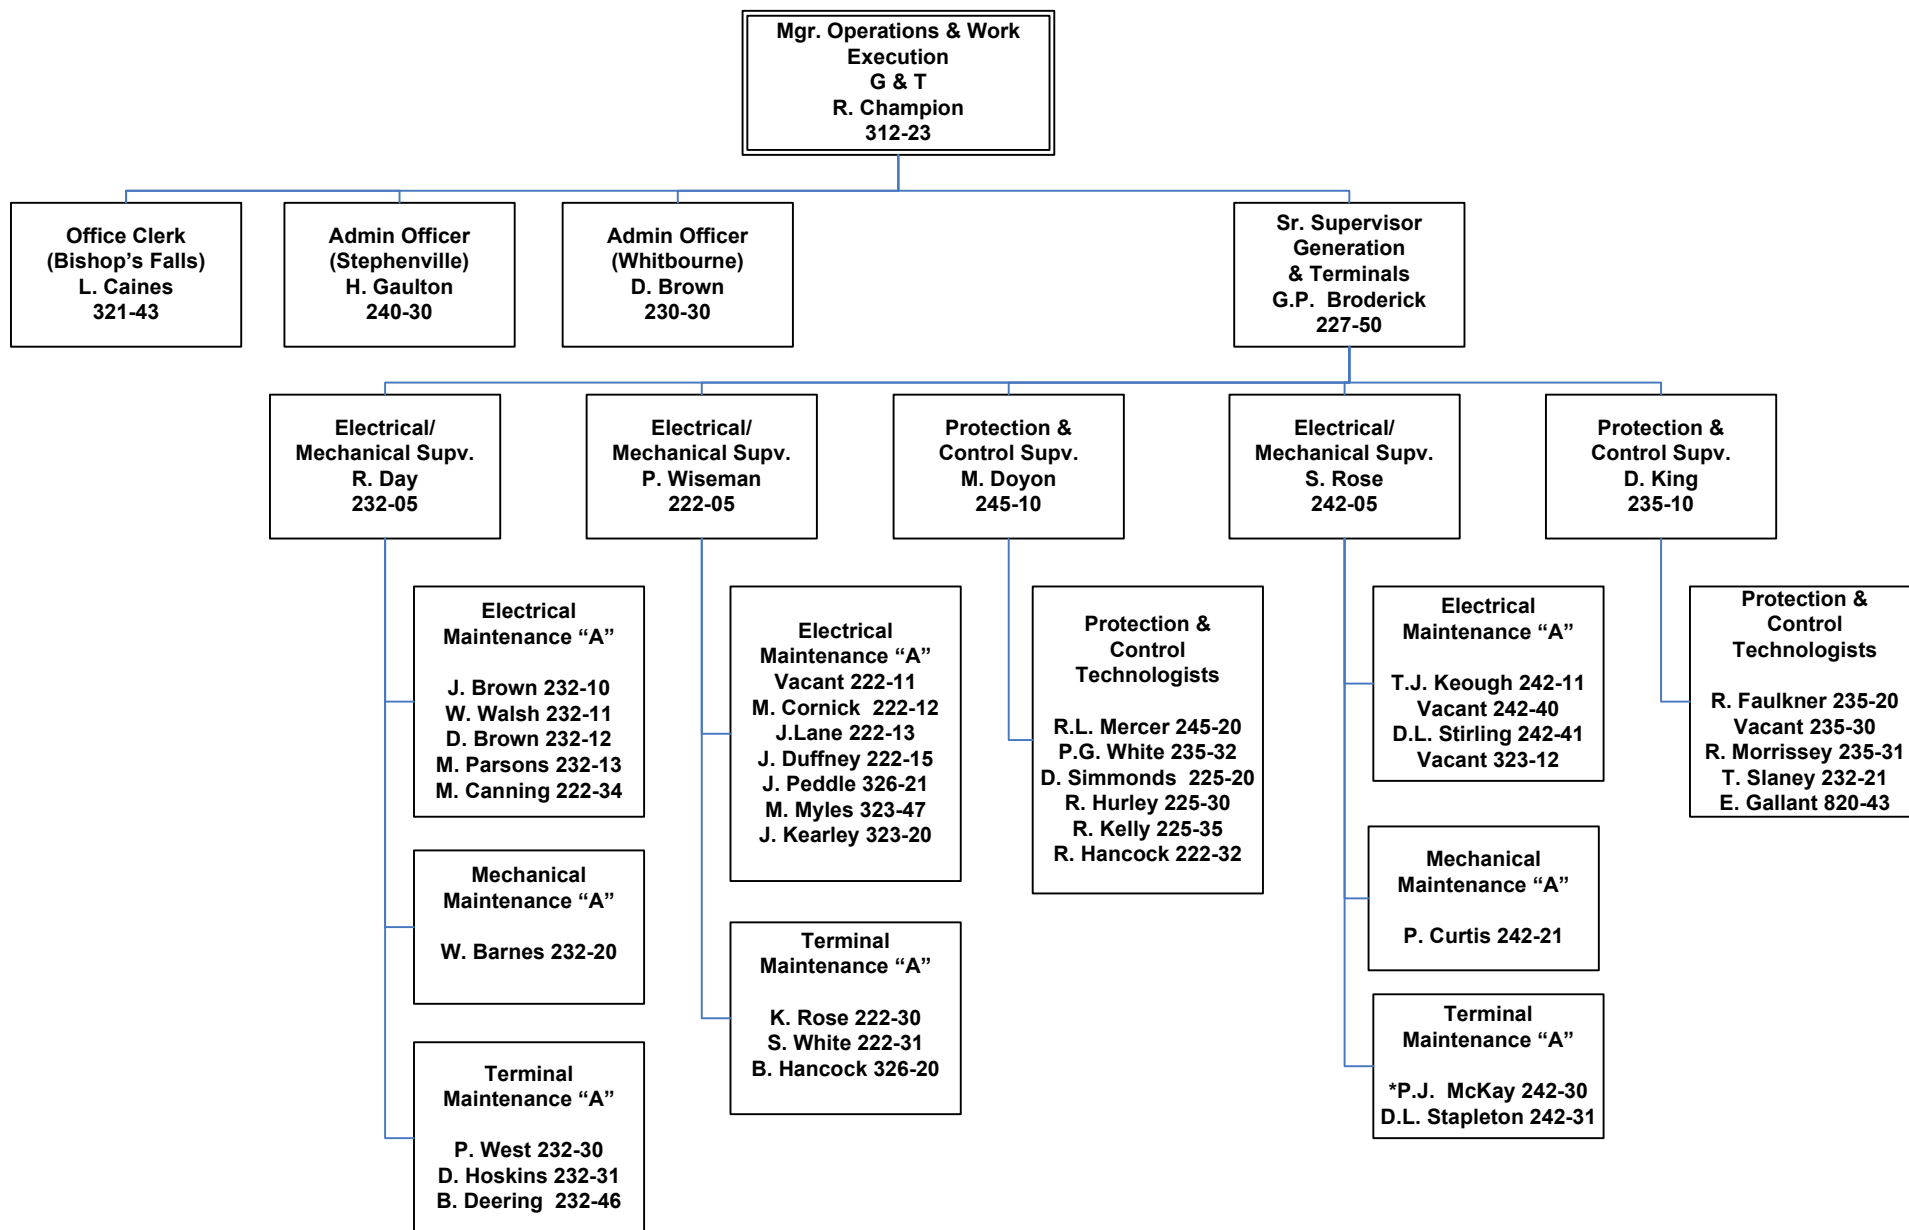 Mgr. Operations & Work
Execution
G & T
R. Champion
312-23
Office Clerk
(Bishop’s Falls)
L. Caines
321-43
Admin Officer
(Stephenville)
H. Gaulton
240-30
Admin Officer
(Whitbourne)
D. Brown
230-30
Sr. Supervisor
Generation
& Terminals
G.P.  Broderick
227-50
Electrical/
Mechanical Supv.
R. Day
232-05
Electrical/
Mechanical Supv.
P. Wiseman
222-05
Protection &
Control Supv.
M. Doyon
245-10
Electrical/
Mechanical Supv.
S. Rose
242-05
Protection &
Control Supv.
D. King
235-10
Electrical
Maintenance “A”
J. Brown 232-10
W. Walsh 232-11
D. Brown 232-12
M. Parsons 232-13
M. Canning 222-34
Mechanical
Maintenance “A”
W. Barnes 232-20
Terminal
Maintenance “A”
P. West 232-30
D. Hoskins 232-31
B. Deering  232-46
Electrical
Maintenance “A”
Vacant 222-11
M. Cornick  222-12
J.Lane 222-13
J. Duffney 222-15
J. Peddle 326-21
M. Myles 323-47
J. Kearley 323-20
Terminal
Maintenance “A”
K. Rose 222-30
S. White 222-31
B. Hancock 326-20
Protection &
Control
Technologists
R.L. Mercer 245-20
P.G. White 235-32
D. Simmonds  225-20
R. Hurley 225-30
R. Kelly 225-35
R. Hancock 222-32
Electrical
Maintenance “A”
T.J. Keough 242-11
Vacant 242-40
D.L. Stirling 242-41
Vacant 323-12
Mechanical
Maintenance “A”
P. Curtis 242-21
Terminal
Maintenance “A”
*P.J.  McKay 242-30
D.L. Stapleton 242-31
Protection &
Control
Technologists
R. Faulkner 235-20
Vacant 235-30
R. Morrissey 235-31
T. Slaney 232-21
E. Gallant 820-43